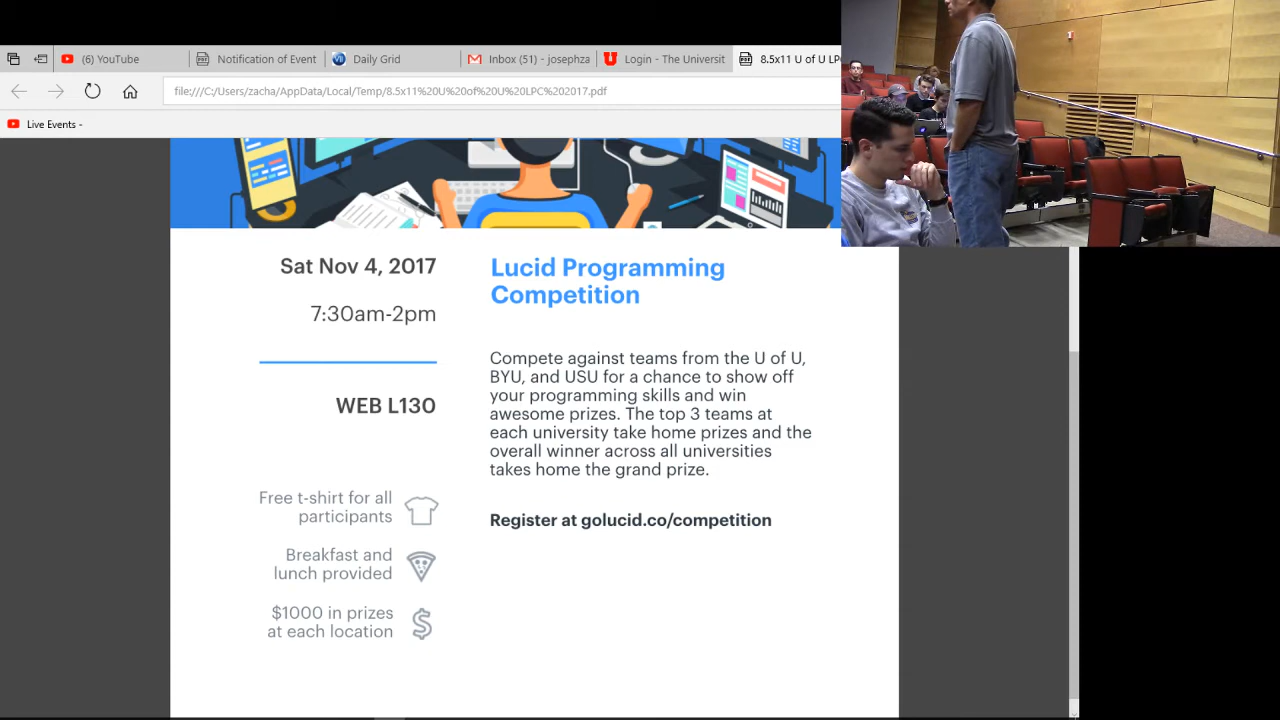 (6) YouTube
Notification of Event
Daily Grid
Inbox (51) - josephza
Login - The Universit
8.5x11 U of U LP
file:///C:/Users/zacha/AppData/Local/Temp/8.5x11%20U%20of%20U%20LPC%202017.pdf
Live Events -
Sat Nov 4, 2017
7:30am-2pm
WEB L130
Free t-shirt for all
participants
Breakfast and
lunch provided
$1000 in prizes
at each location
Lucid Programming
Competition
Compete against teams from the U of U,
BYU, and USU for a chance to show off
your programming skills and win
awesome prizes. The top 3 teams at
each university take home prizes and the
overall winner across all universities
takes home the grand prize.
Register at golucid.co/competition